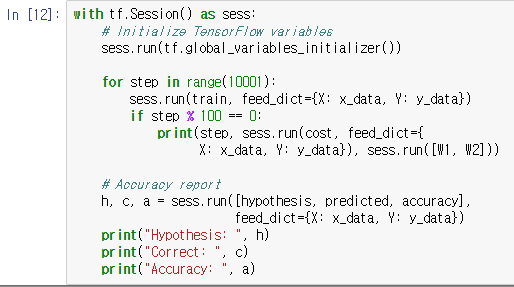 In [12]: with tf.Session() as sess:
# Initialize TensorFlow variables
sess.run(tf.global_variables_initializer())
for step in range(10001):
sess.run(train, feed_dict={X: x_data, Y: y_data})
if step % 100 == 0:
print(step, sess.run(cost, feed_dict={
X: x_data, Y: y_data}), sess.run([W1, W2]))
# Accuracy report
h, c, a = sess.run([hypothesis, predicted, accuracy],
feed_dict={X: x_data, Y: y_data})
print("Hypothesis: ", h)
print("Correct: ", c)
print("Accuracy: ", a)